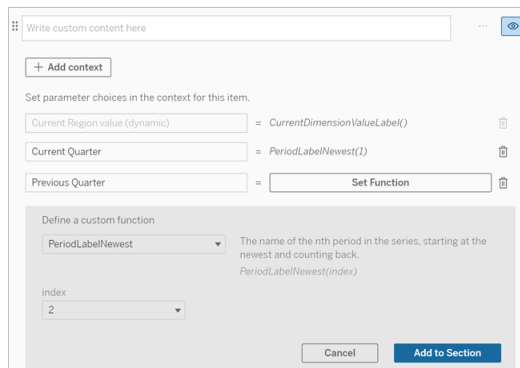 Write custom content here
+ Add context
Set parameter choices in the context for this item.
Current Region value (dynamic) = CurrentDimensionValueLabel()
Current Quarter = PeriodLabelNewest(1)
Previous Quarter = Set Function
Define a custom function
PeriodLabelNewest
The name of the nth period in the series, starting at the
newest and counting back.
PeriodLabelNewest(index)
index
2
Cancel Add to Section